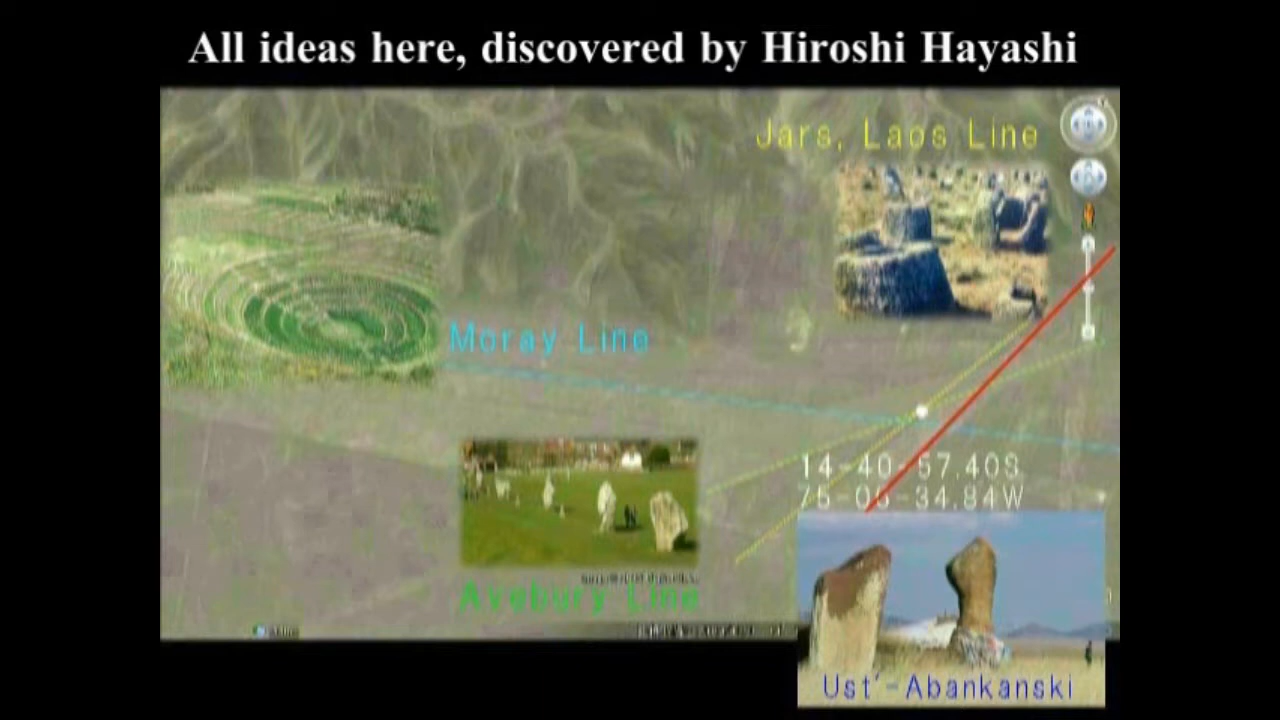 All ideas here, discovered by Hiroshi Hayashi
Jars, Laos Line
Moray Line
14-40-57.40S
75-05-34.84W
Avebury Line
Ust'-Abankanski